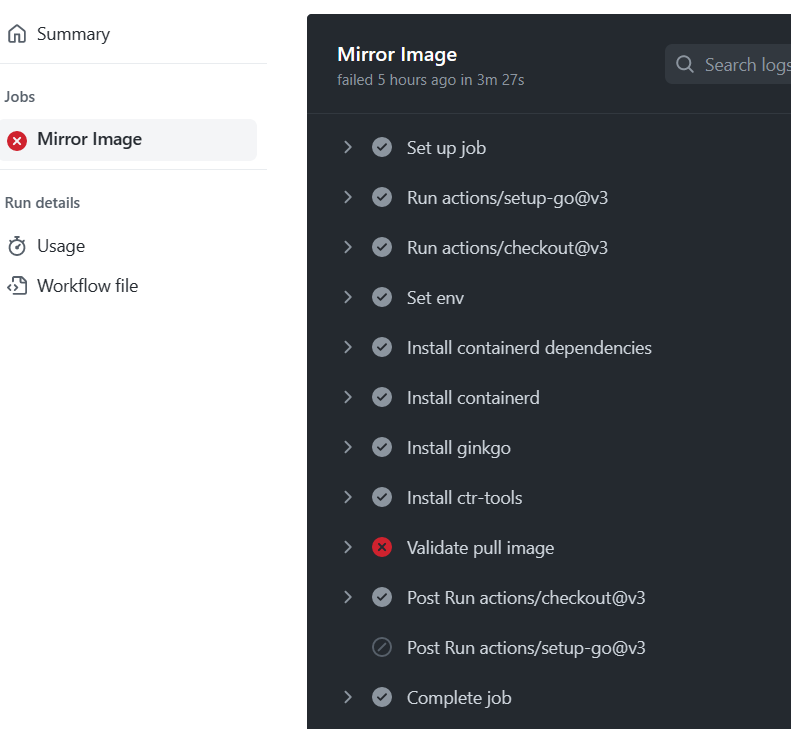 Summary
Jobs
Mirror Image
Run details
Usage
Workflow file
Mirror Image
failed 5 hours ago in 3m 27s
Search logs
Set up job
Run actions/setup-go@v3
Run actions/checkout@v3
Set env
Install containerd dependencies
Install containerd
Install ginkgo
Install ctr-tools
Validate pull image
Post Run actions/checkout@v3
Post Run actions/setup-go@v3
Complete job